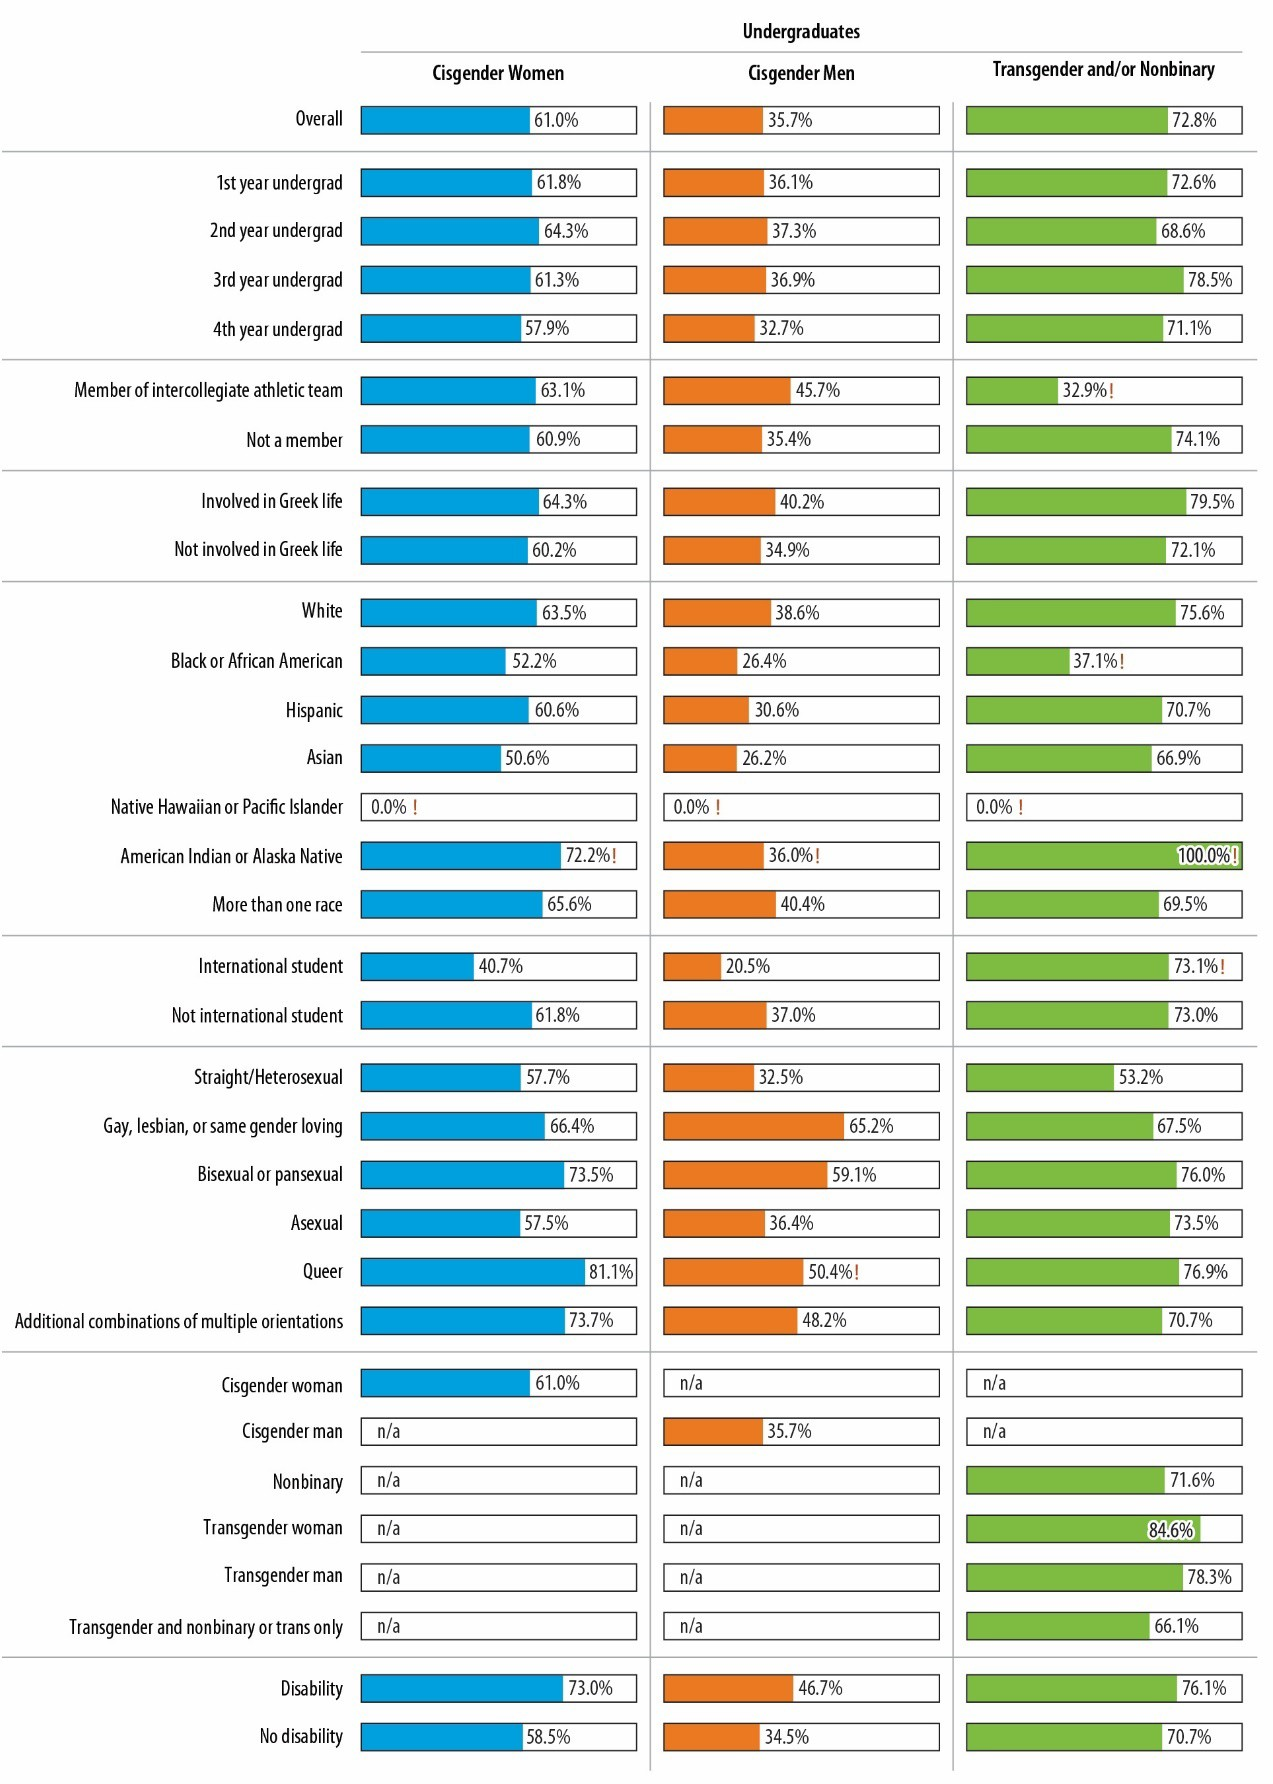 Undergraduates
Cisgender Women Cisgender Men Transgender and/or Nonbinary
Overall 61.0% 35.7% 72.8%
1st year undergrad 61.8% 36.1% 72.6%
2nd year undergrad 64.3% 37.3% 68.6%
3rd year undergrad 61.3% 36.9% 78.5%
4th year undergrad 57.9% 32.7% 71.1%
Member of intercollegiate athletic team 63.1% 45.7% 32.9%!
Not a member 60.9% 35.4% 74.1%
Involved in Greek life 64.3% 40.2% 79.5%
Not involved in Greek life 60.2% 34.9% 72.1%
White 63.5% 38.6% 75.6%
Black or African American 52.2% 26.4% 37.1%!
Hispanic 60.6% 30.6% 70.7%
Asian 50.6% 26.2% 66.9%
Native Hawaiian or Pacific Islander 0.0% ! 0.0% ! 0.0% !
American Indian or Alaska Native 72.2%! 36.0%! 100.0%!
More than one race 65.6% 40.4% 69.5%
International student 40.7% 20.5% 73.1%!
Not international student 61.8% 37.0% 73.0%
Straight/Heterosexual 57.7% 32.5% 53.2%
Gay, lesbian, or same gender loving 66.4% 65.2% 67.5%
Bisexual or pansexual 73.5% 59.1% 76.0%
Asexual 57.5% 36.4% 73.5%
Queer 81.1% 50.4%! 76.9%
Additional combinations of multiple orientations 73.7% 48.2% 70.7%
Cisgender woman 61.0% n/a n/a
Cisgender man n/a 35.7% n/a
Nonbinary n/a n/a 71.6%
Transgender woman n/a n/a 84.6%
Transgender man n/a n/a 78.3%
Transgender and nonbinary or trans only n/a n/a 66.1%
Disability 73.0% 46.7% 76.1%
No disability 58.5% 34.5% 70.7%